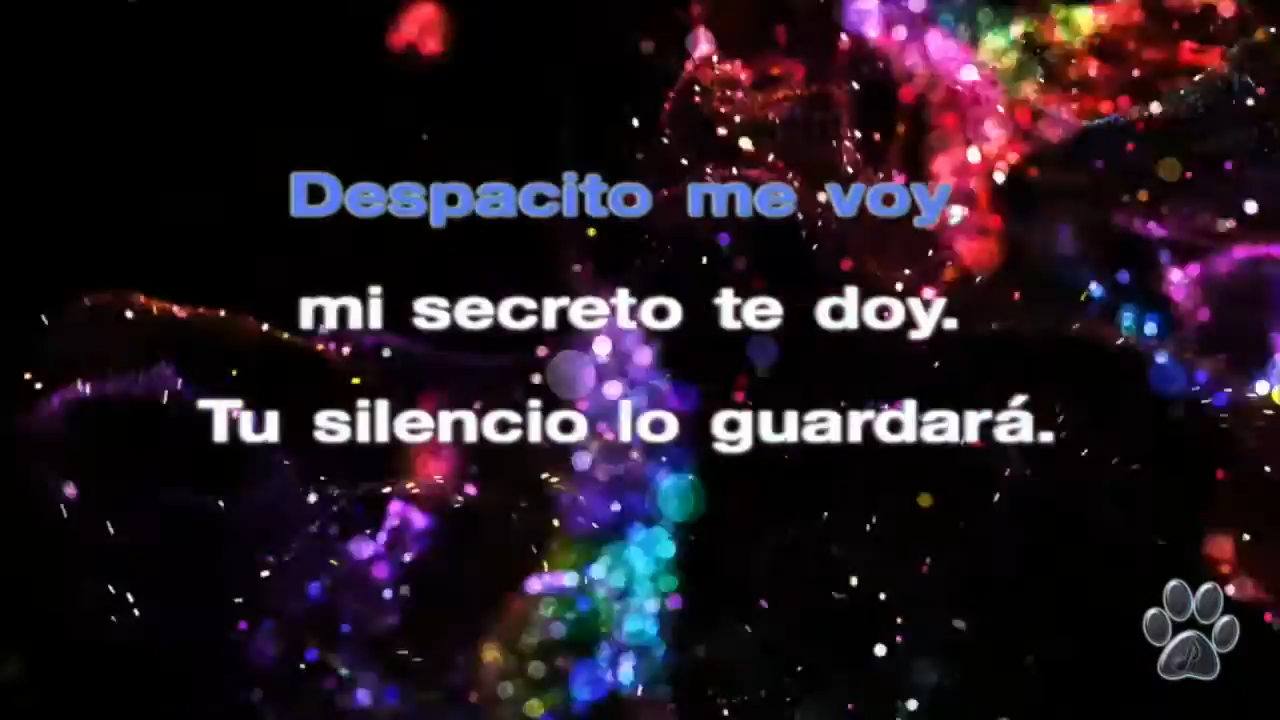 Despacito me voy,
mi secreto te doy.
Tu silencio lo guardará.